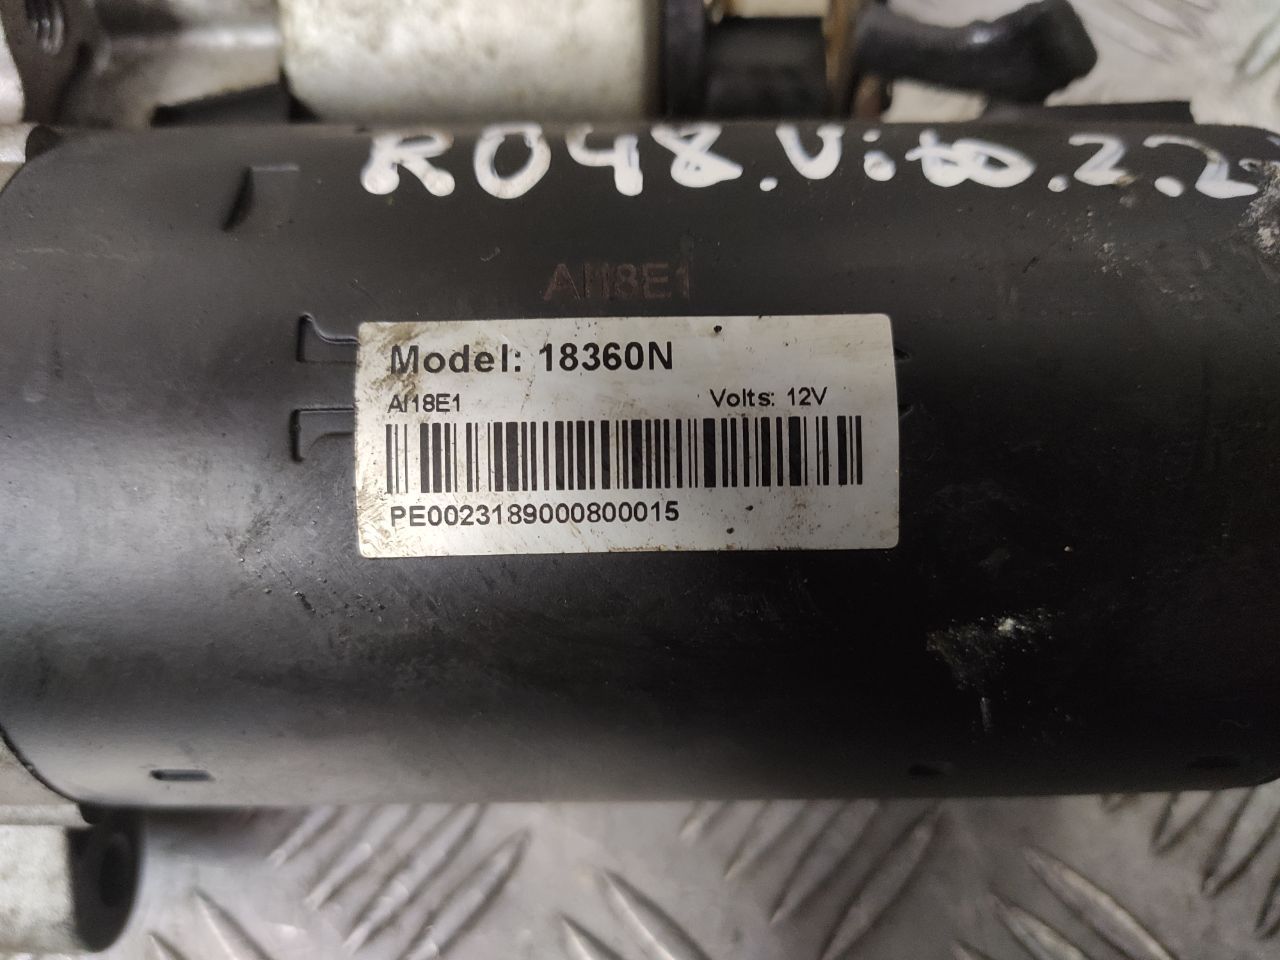 R048.Vito.2.2
AI18E1
Model: 18360N
AI18E1 Volts: 12V
PE0023189000800015